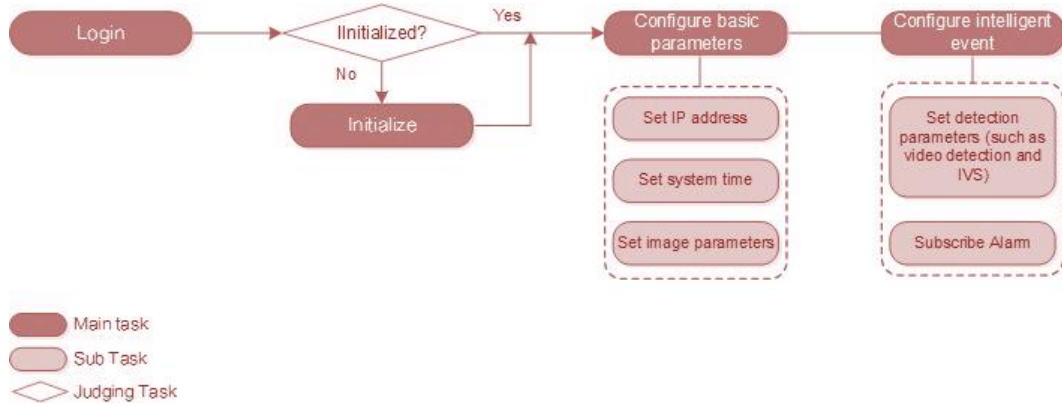 Login
IInitialized?
Yes
No
Initialize
Configure basic
parameters
Set IP address
Set system time
Set image parameters
Configure intelligent
event
Set detection
parameters (such as
video detection and
IVS)
Subscribe Alarm
Main task
Sub Task
Judging Task